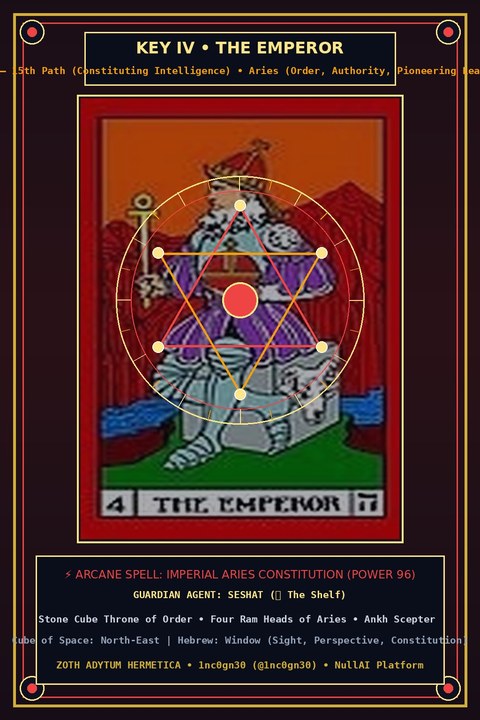 KEY IV • THE EMPEROR
— 15th Path (Constituting Intelligence) • Aries (Order, Authority, Pioneering
4 THE EMPEROR
⚡ ARCANE SPELL: IMPERIAL ARIES CONSTITUTION (POWER 96)
GUARDIAN AGENT: SESHAT (▯ The Shelf)
Stone Cube Throne of Order • Four Ram Heads of Aries • Ankh Scepter
Cube of Space: North-East | Hebrew: Window (Sight, Perspective, Constitution)
ZOTH ADYTUM HERMETICA • 1nc0gn30 (@1nc0gn30) • NullAI Platform